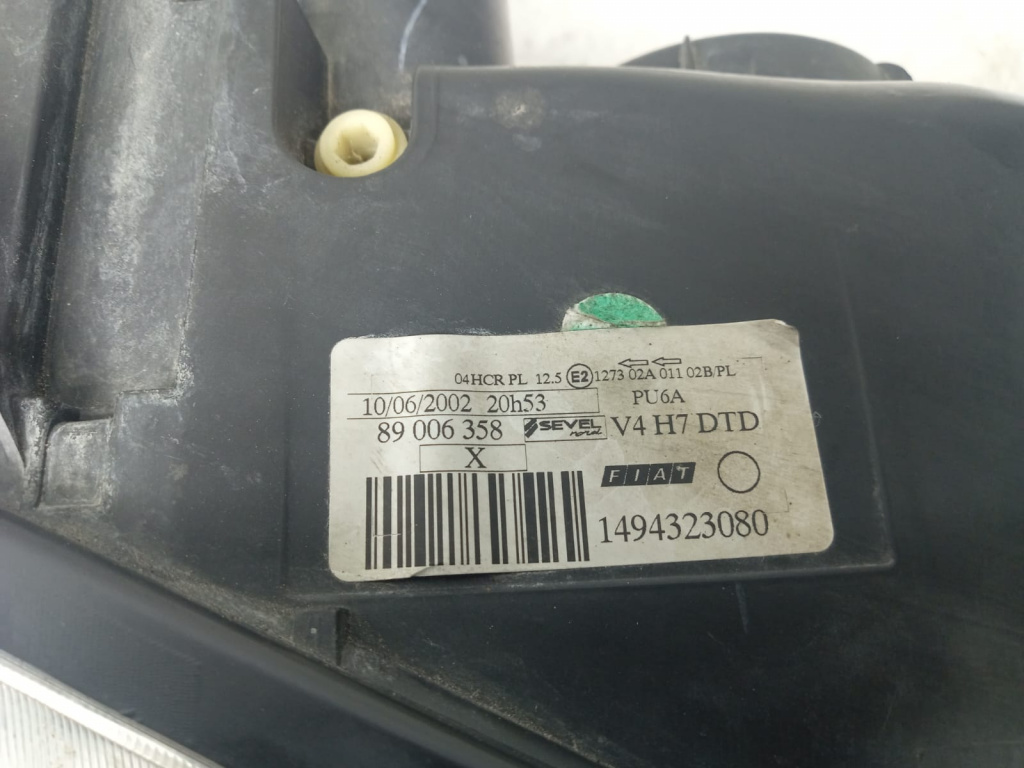 04HCR PL 12.5 E2 1273 02A 011 02B/PL
10/06/2002 20h53 PU6A
89 006 358 SEVEL nord V4 H7 DTD
X
FIAT
1494323080